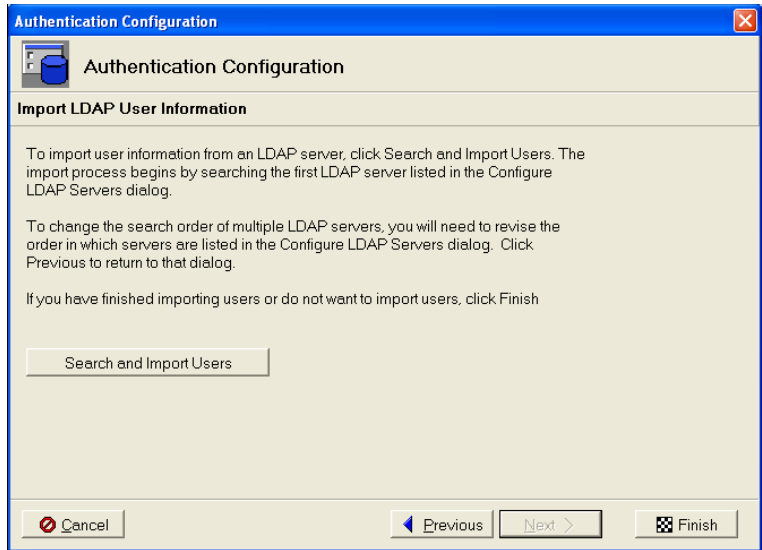 Authentication Configuration
Authentication Configuration
Import LDAP User Information
To import user information from an LDAP server, click Search and Import Users. The
import process begins by searching the first LDAP server listed in the Configure
LDAP Servers dialog.
To change the search order of multiple LDAP servers, you will need to revise the
order in which servers are listed in the Configure LDAP Servers dialog. Click
Previous to return to that dialog.
If you have finished importing users or do not want to import users, click Finish
Search and Import Users
Cancel
Previous
Next >
Finish